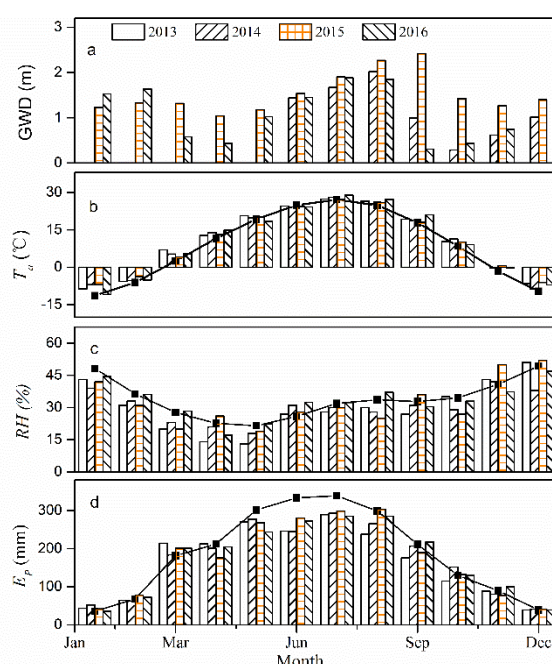 a
2013 2014 2015 2016
3
2
1
0
GWD (m)
b
30
15
0
-15
Ta (℃)
c
60
45
30
15
0
RH (%)
d
300
200
100
0
EP (mm)
Jan Mar Jun Sep Dec
Month